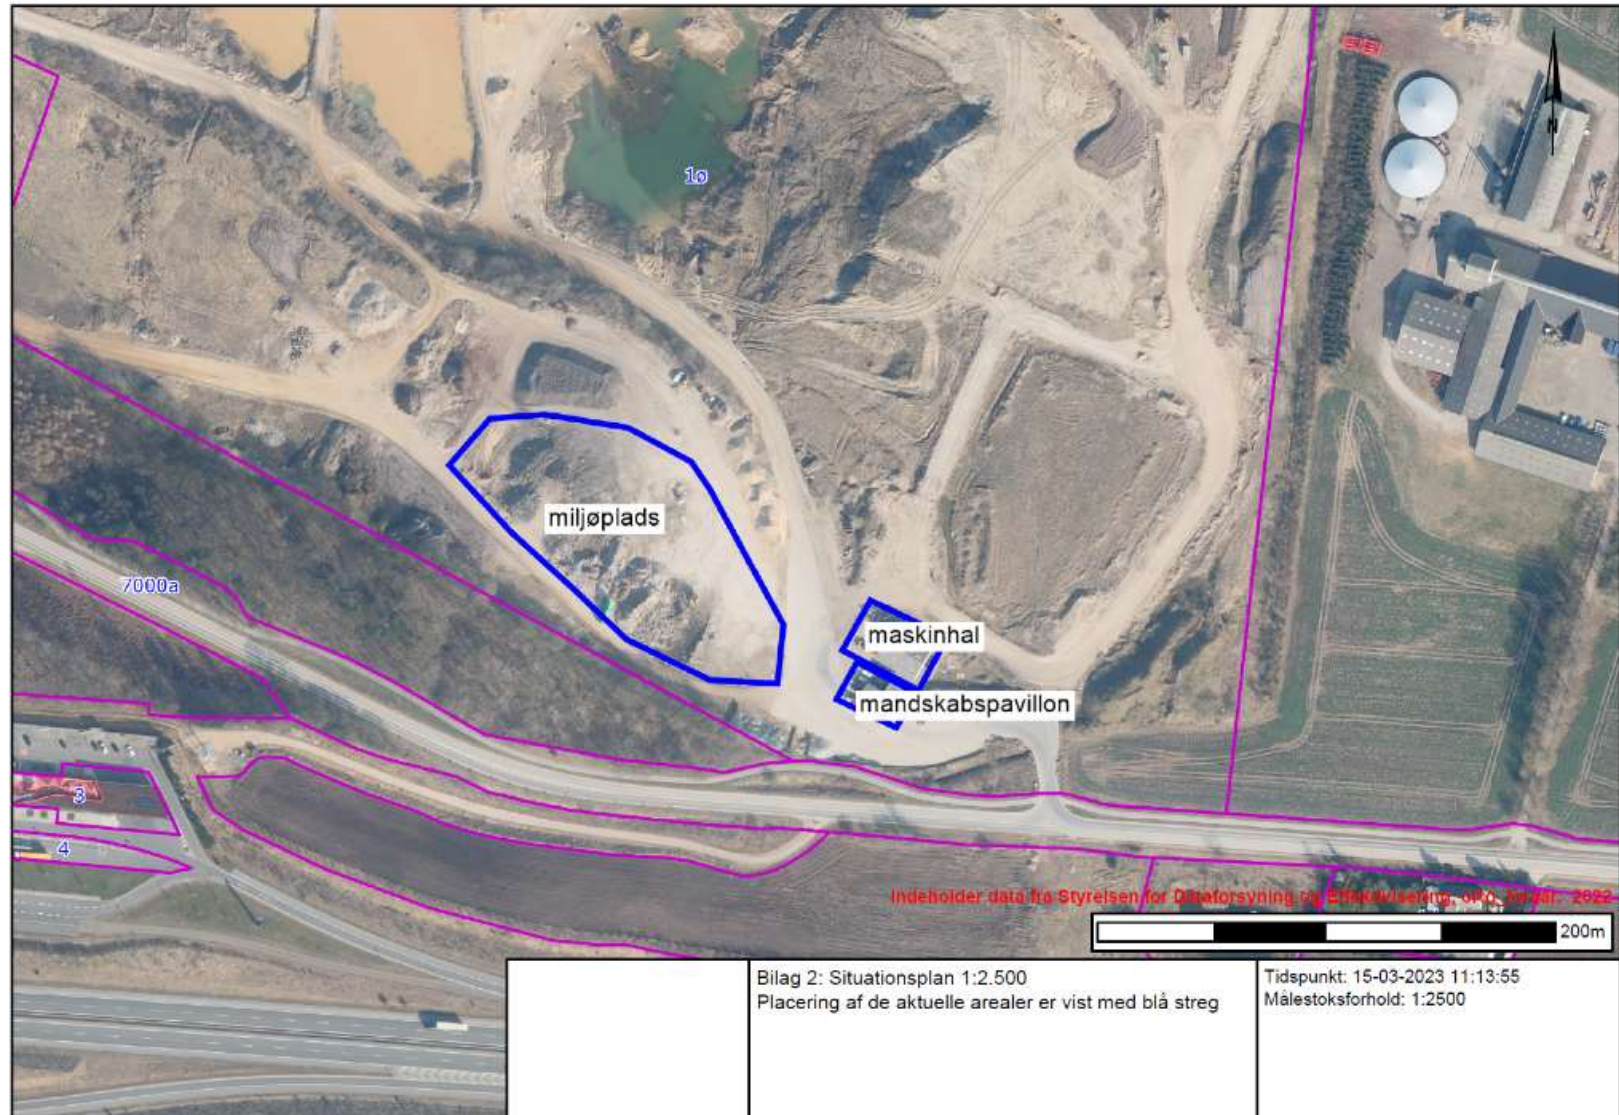 N
1ø
miljøplads
7000a
maskinhal
mandskabspavillon
3
4
Indeholder data fra Styrelsen for Dataforsyning og Effektivisering, 2022
200m
Bilag 2: Situationsplan 1:2.500
Placering af de aktuelle arealer er vist med blå streg
Tidspunkt: 15-03-2023 11:13:55
Målestoksforhold: 1:2500